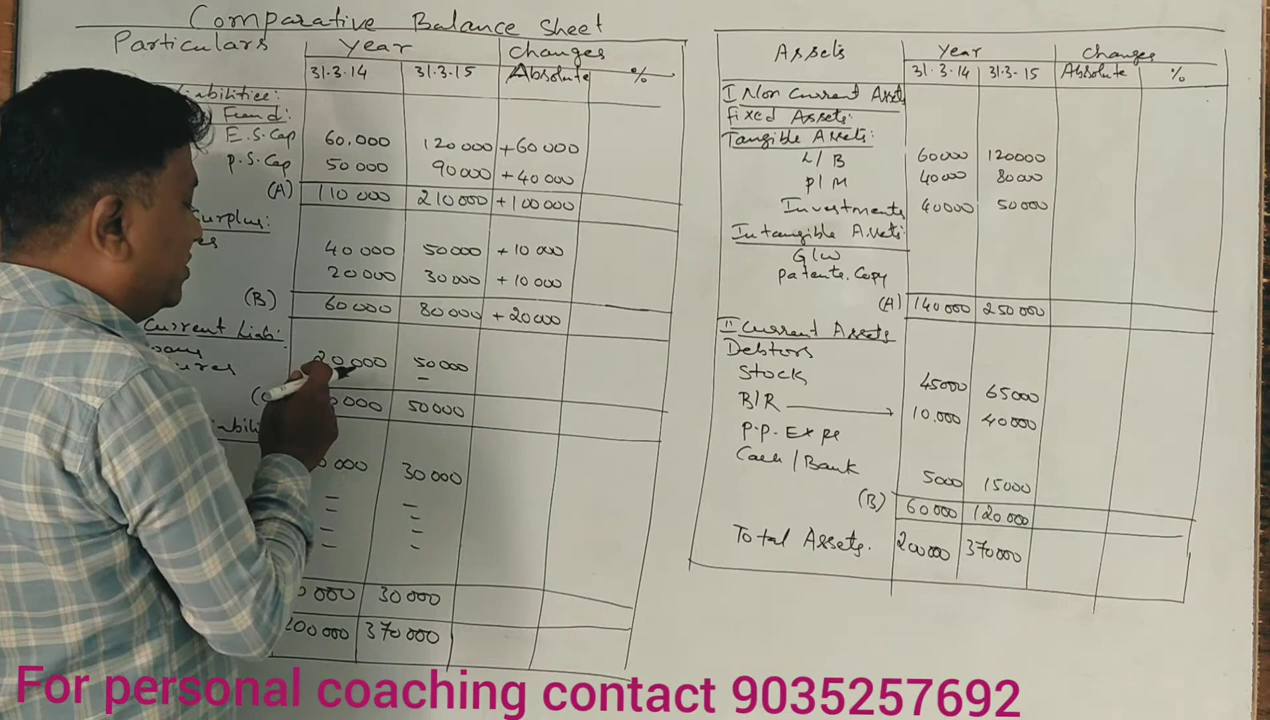 Comparative Balance Sheet
Particulars Year Changes
31.3.14 31.3.15 Absolute %
Liabilities:
Fund:
E.S.Cap 60,000 120000 +60000
P.S.Cap 50000 90000 +40000
(A) 110000 210000 +100000
Surplus:
40000 50000 +10000
20000 30000 +10000
(B) 60000 80000 +20000
Current Liab:
20,000 50000
–
50000
30000
– –
– –
– –
30000
200000 370000
Assets Year Changes
31.3.14 31.3.15 Absolute %
I Non Current Assets
Fixed Assets:
Tangible Assets:
L/B 60000 120000
P/M 40000 80000
Investments 40000 50000
Intangible Assets:
G/W
Patents.Copy
(A) 140000 250000
II Current Assets
Debtors
Stock 45000 65000
B/R 10.000 40000
P.P.Expe
Cash/Bank 5000 15000
(B) 60000 120000
Total Assets. 200000 370000
For personal coaching contact 9035257692